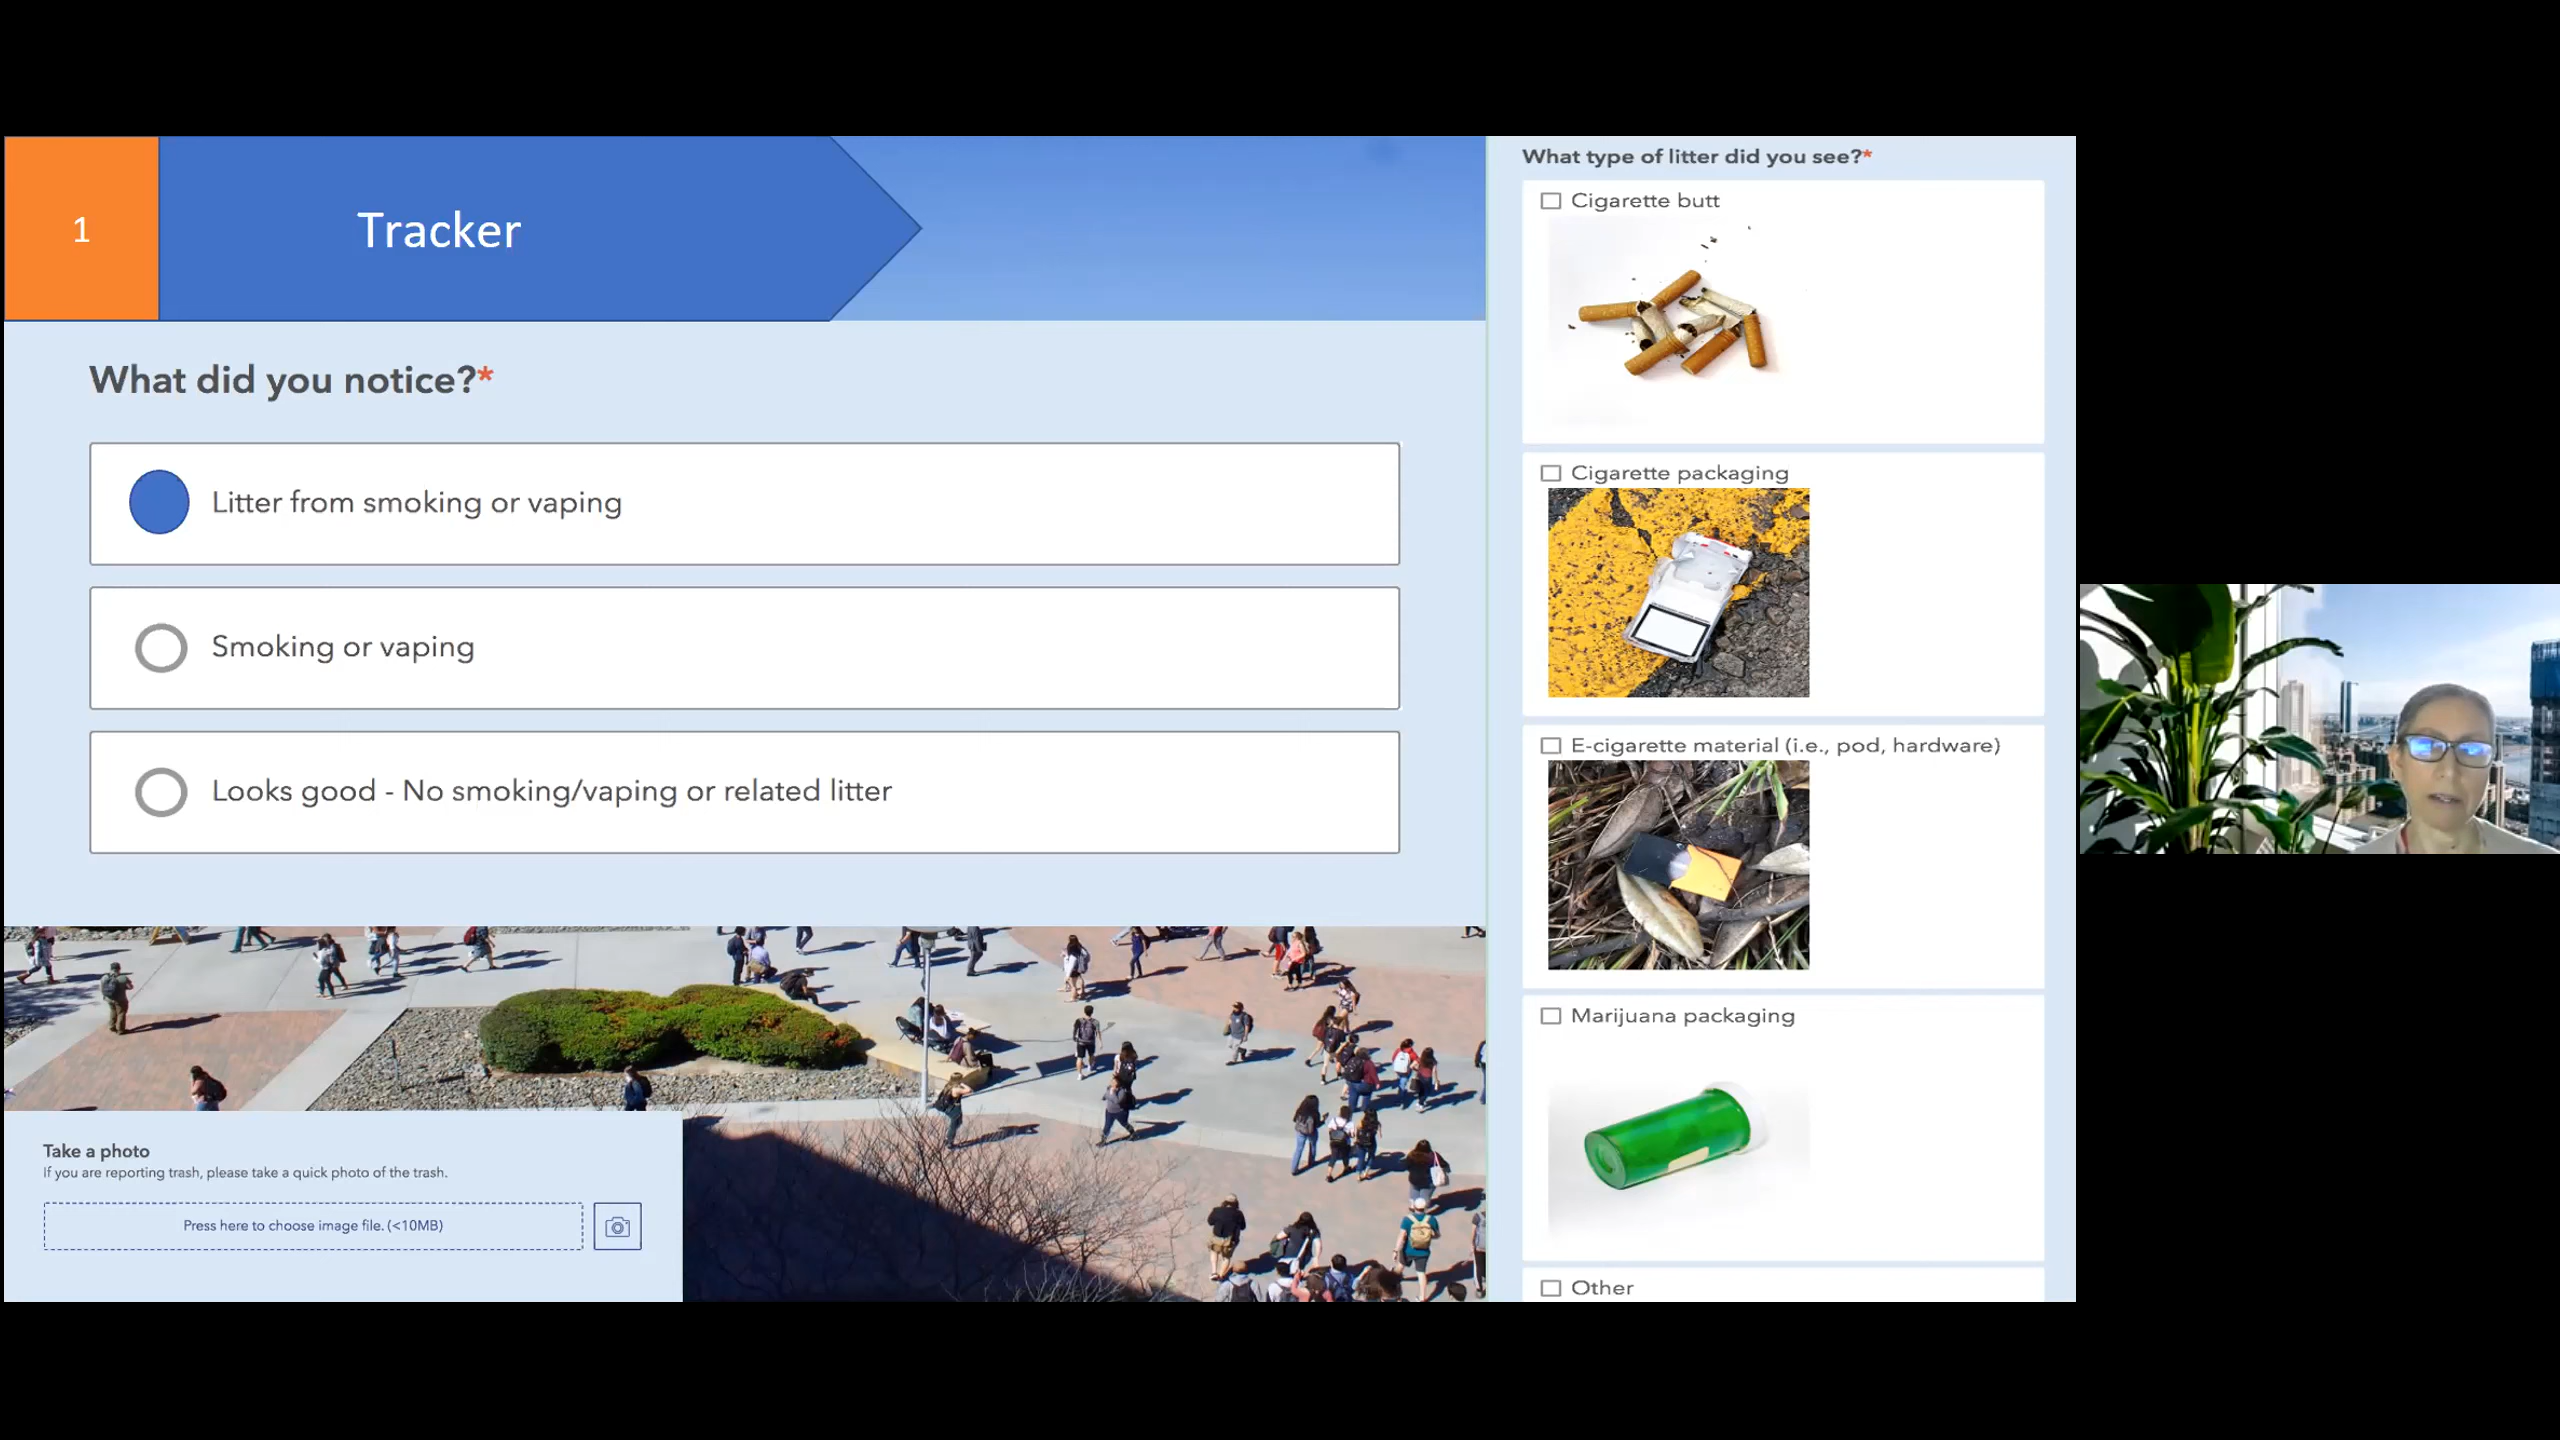 1
Tracker
What did you notice?*
Litter from smoking or vaping
Smoking or vaping
Looks good - No smoking/vaping or related litter
Take a photo
If you are reporting trash, please take a quick photo of the trash.
Press here to choose image file. (<10MB)
What type of litter did you see?*
Cigarette butt
Cigarette packaging
E-cigarette material (i.e., pod, hardware)
Marijuana packaging
Other